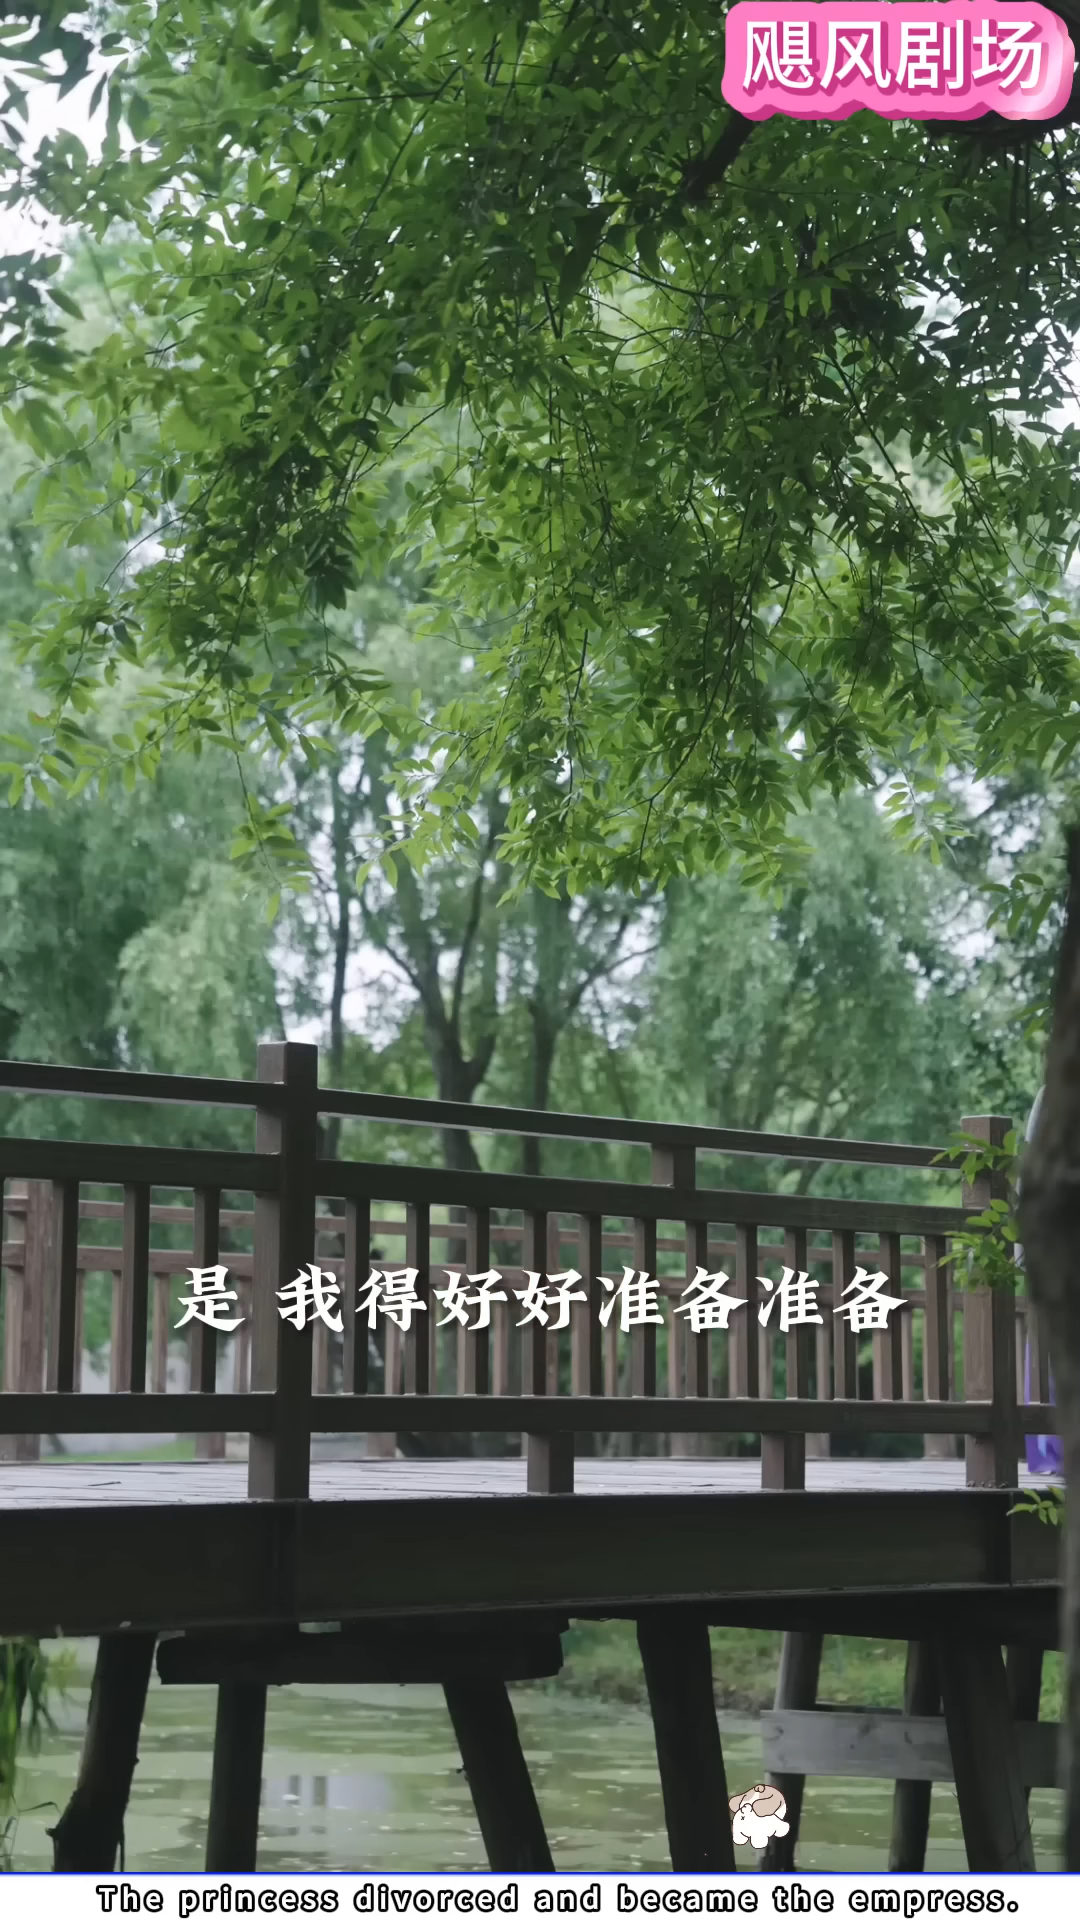 飓风剧场
是 我得好好准备准备
The princess divorced and became the empress.